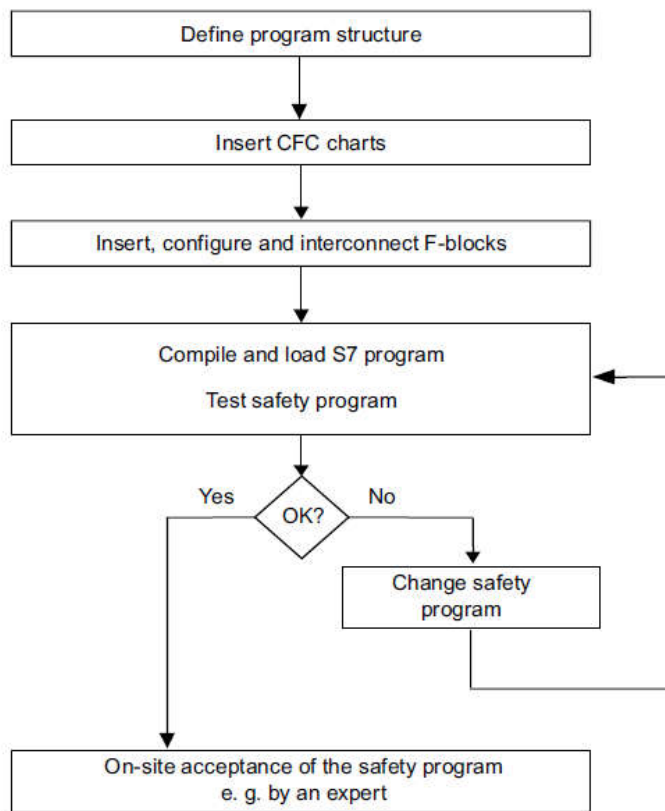 Define program structure
Insert CFC charts
Insert, configure and interconnect F-blocks
Compile and load S7 program
Test safety program
Yes
OK?
No
Change safety
program
On-site acceptance of the safety program
e. g. by an expert